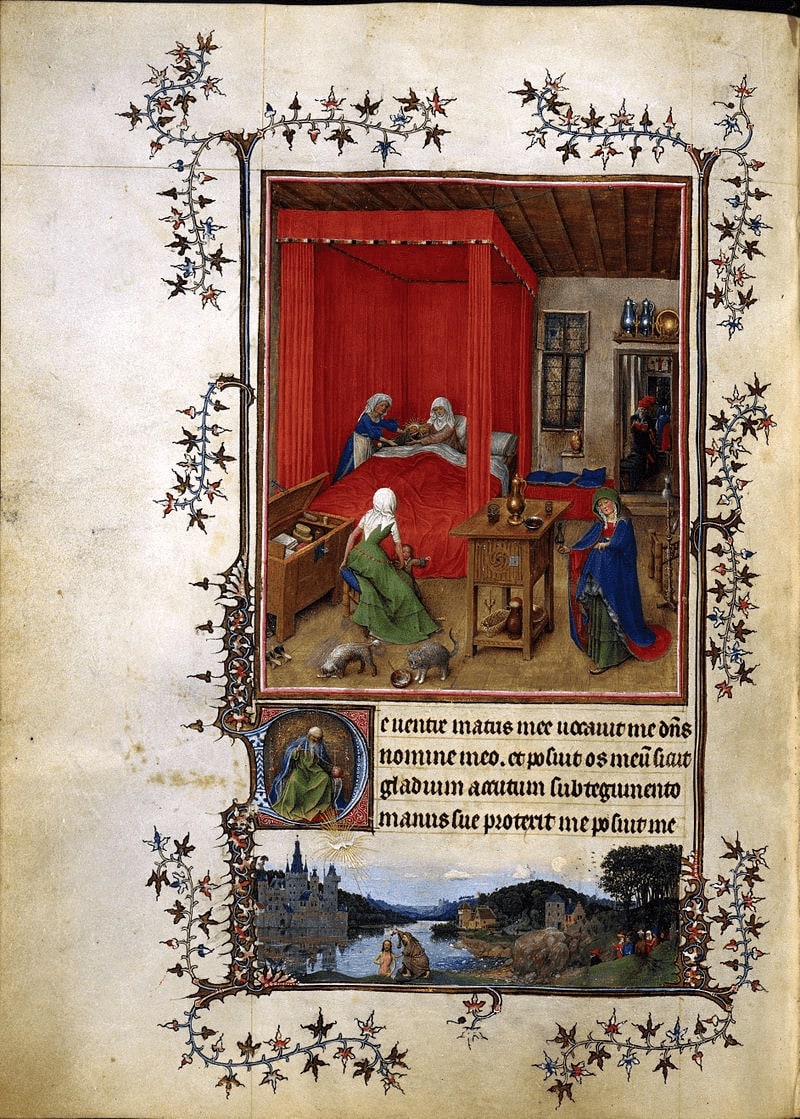 De uentre matris mee uocauit me dñs
nomine meo. et posuit os meū sicut
gladium acutum sub tegumento
manus sue protexit me posuit me